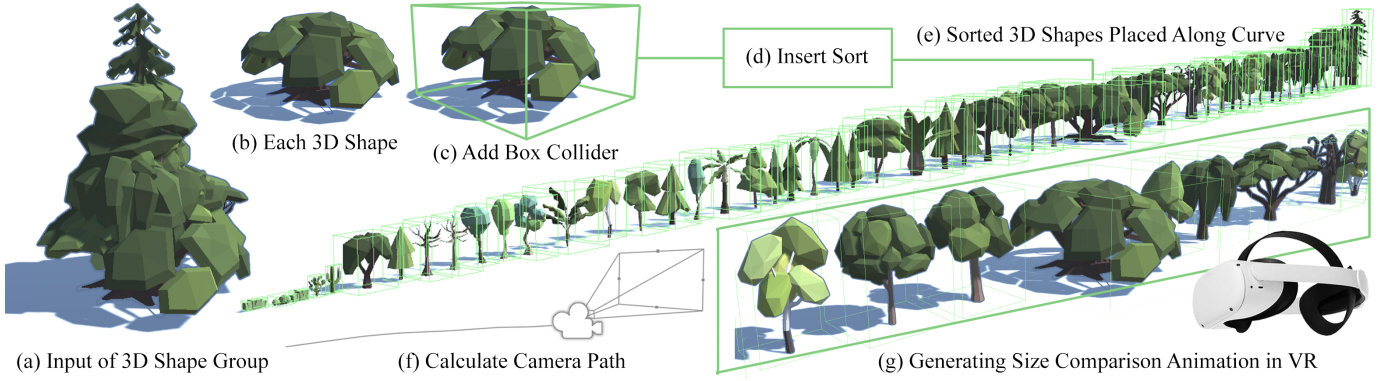 (e) Sorted 3D Shapes Placed Along Curve
(d) Insert Sort
(b) Each 3D Shape
(c) Add Box Collider
(a) Input of 3D Shape Group
(f) Calculate Camera Path
(g) Generating Size Comparison Animation in VR